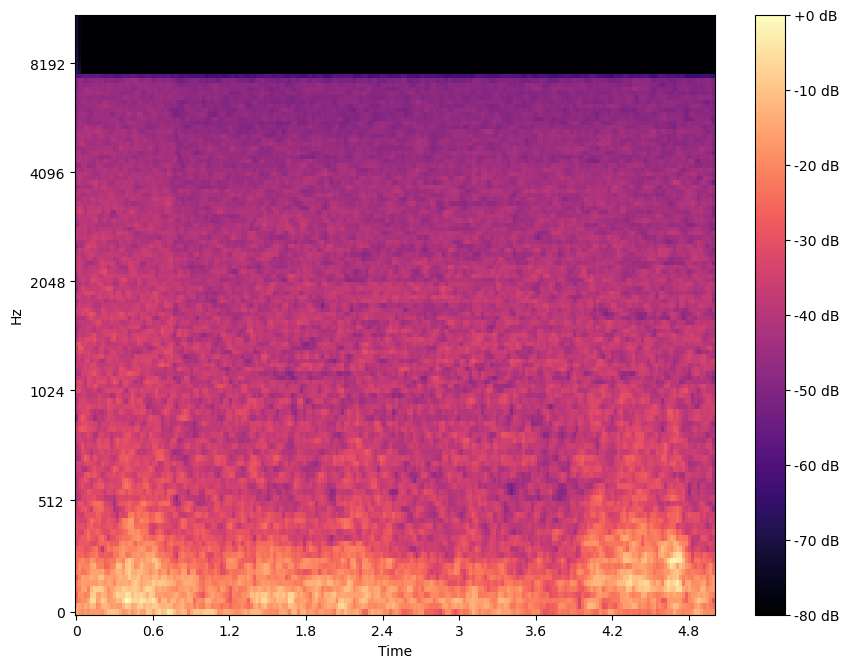 +0 dB
8192
-10 dB
4096
-20 dB
-30 dB
2048
Hz
-40 dB
1024
-50 dB
512
-60 dB
-70 dB
0
-80 dB
0 0.6 1.2 1.8 2.4 3 3.6 4.2 4.8
Time